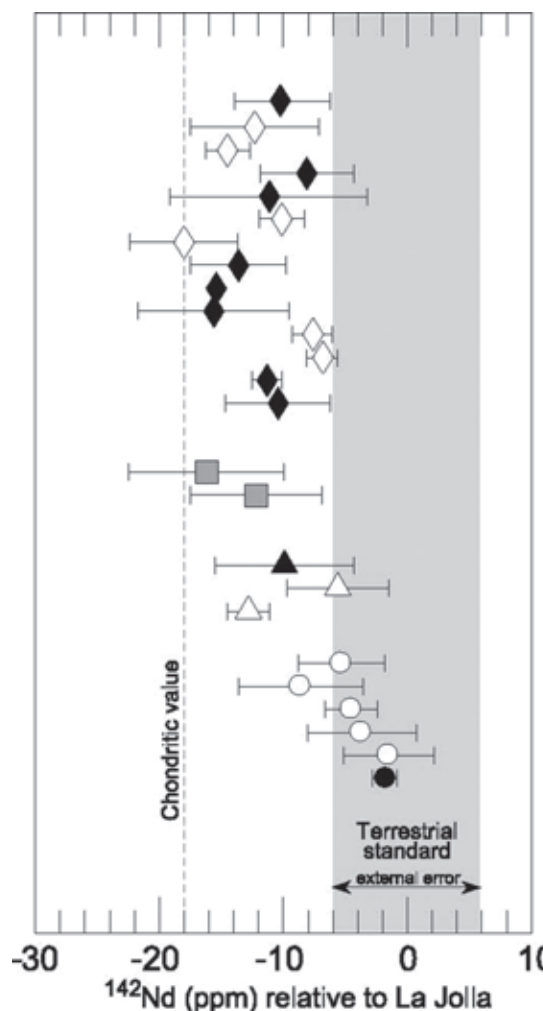 Chondritic value
Terrestrial
standard
external error
-30 -20 -10 0 10
¹⁴²Nd (ppm) relative to La Jolla